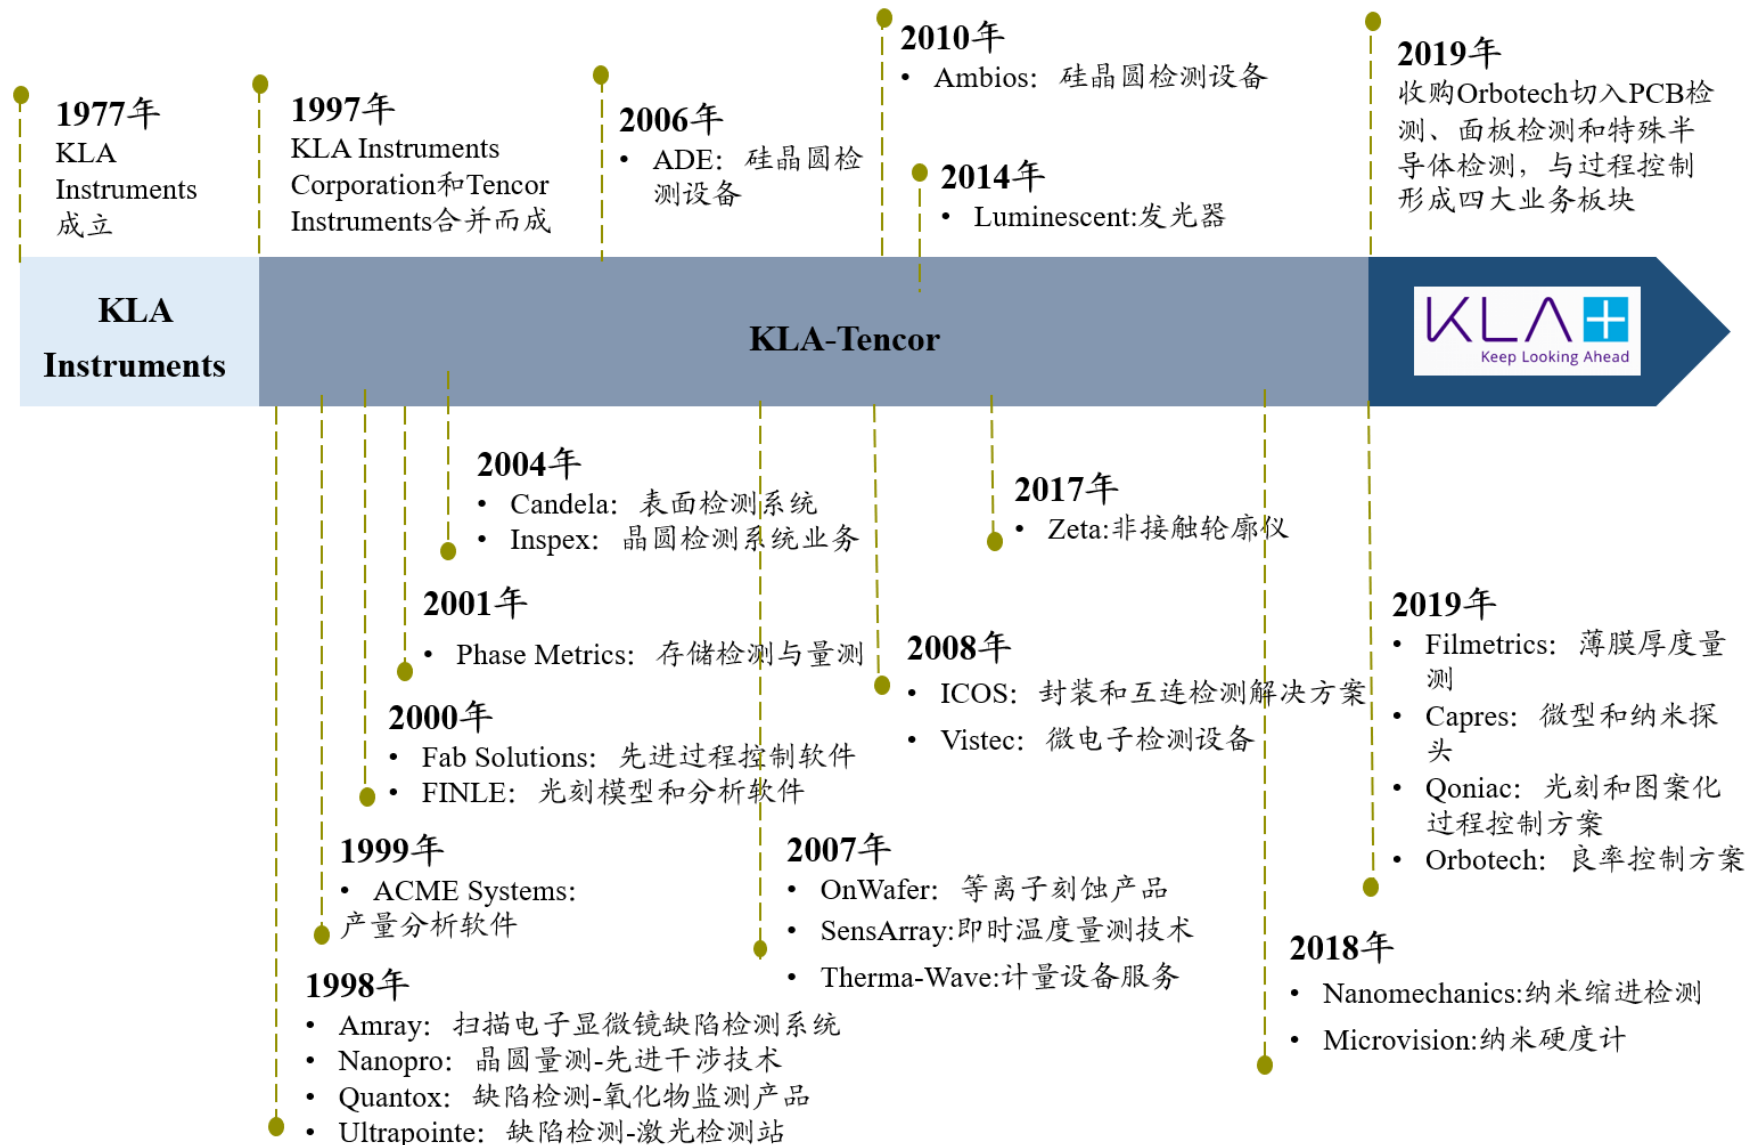 1977年
KLA
Instruments
成立
1997年
KLA Instruments
Corporation和Tencor
Instruments合并而成
2006年
• ADE：硅晶圆检
测设备
2010年
• Ambios：硅晶圆检测设备
2014年
• Luminescent:发光器
2019年
收购Orbotech切入PCB检
测、面板检测和特殊半
导体检测，与过程控制
形成四大业务板块
KLA
Instruments
KLA-Tencor
KLA+
Keep Looking Ahead
2004年
• Candela：表面检测系统
• Inspex：晶圆检测系统业务
2001年
• Phase Metrics：存储检测与量测
2000年
• Fab Solutions：先进过程控制软件
• FINLE：光刻模型和分析软件
1999年
• ACME Systems:
产量分析软件
1998年
• Amray：扫描电子显微镜缺陷检测系统
• Nanopro：晶圆量测-先进干涉技术
• Quantox：缺陷检测-氧化物监测产品
• Ultrapointe：缺陷检测-激光检测站
2017年
• Zeta:非接触轮廓仪
2008年
• ICOS：封装和互连检测解决方案
• Vistec：微电子检测设备
2007年
• OnWafer：等离子刻蚀产品
• SensArray:即时温度量测技术
• Therma-Wave:计量设备服务
2019年
• Filmetrics：薄膜厚度量
测
• Capres：微型和纳米探
头
• Qoniac：光刻和图案化
过程控制方案
• Orbotech：良率控制方案
2018年
• Nanomechanics:纳米缩进检测
• Microvision:纳米硬度计